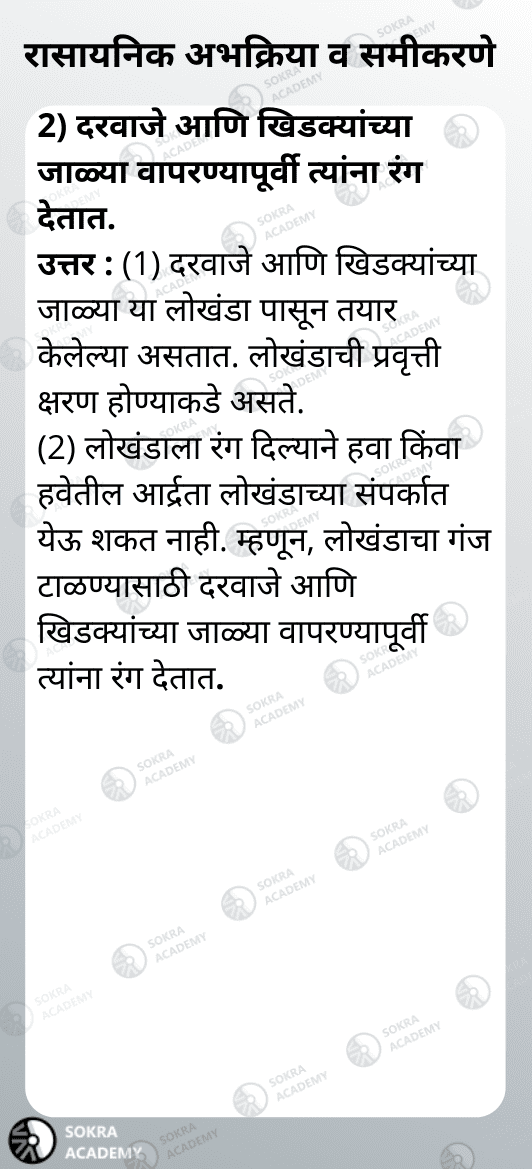 रासायनिक अभक्रिया व समीकरणे
2) दरवाजे आणि खिडक्यांच्या
जाळ्या वापरण्यापूर्वी त्यांना रंग
देतात.
उत्तर : (1) दरवाजे आणि खिडक्यांच्या
जाळ्या या लोखंडा पासून तयार
केलेल्या असतात. लोखंडाची प्रवृत्ती
क्षरण होण्याकडे असते.
(2) लोखंडाला रंग दिल्याने हवा किंवा
हवेतील आर्द्रता लोखंडाच्या संपर्कात
येऊ शकत नाही. म्हणून, लोखंडाचा गंज
टाळण्यासाठी दरवाजे आणि
खिडक्यांच्या जाळ्या वापरण्यापूर्वी
त्यांना रंग देतात.
SOKRA
ACADEMY